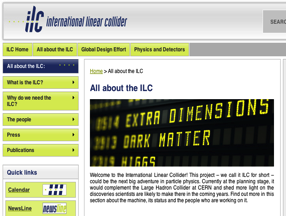 ilc international linear collider
SEARC
ILC Home
All about the ILC
Global Design Effort
Physics and Detectors
All about the ILC:
What is the ILC?
Why do we need the
ILC?
The people
Press
Publications
Quick links
Calendar
NewsLine
Home > All about the ILC
All about the ILC
0514 EXTRA DIMENSIONS
0513 DARK MATTER
HIGGS
Welcome to the International Linear Collider! This project – we call it ILC for short –
could be the next big adventure in particle physics. Currently at the planning stage, it
would complement the Large Hadron Collider at CERN and shed more light on the
discoveries scientists are likely to make there in the coming years. Find out more in this
section about the machine, its status and the people who are working on it.